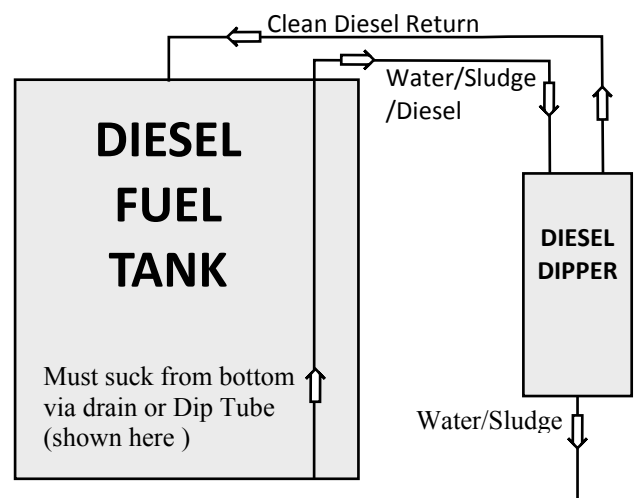 Clean Diesel Return
Water/Sludge
/Diesel
DIESEL
FUEL
TANK
DIESEL
DIPPER
Must suck from bottom
via drain or Dip Tube
(shown here )
Water/Sludge